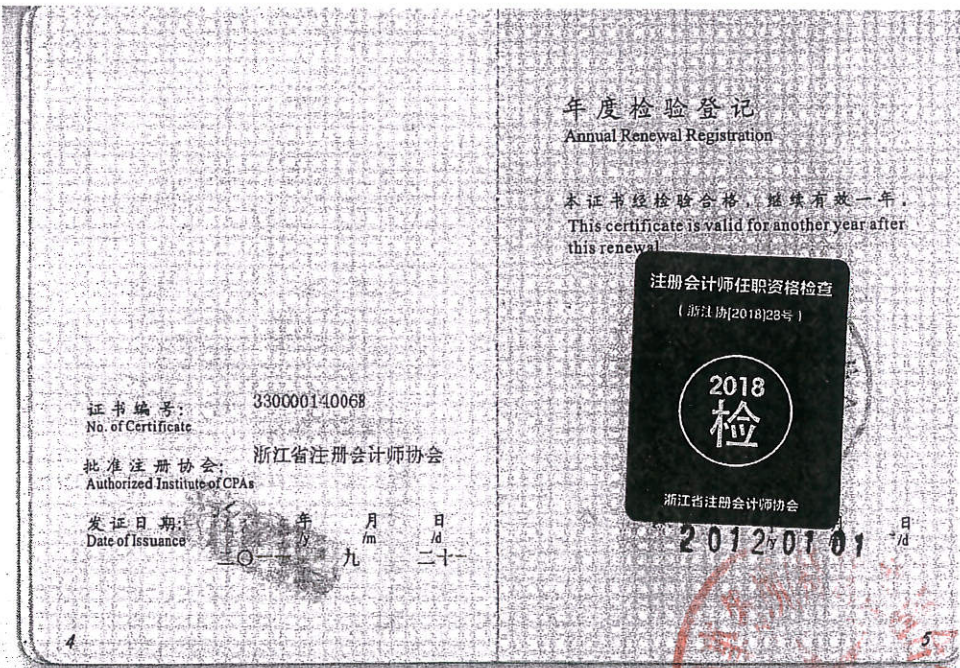 证书编号:
No. of Certificate
330000140068
批准注册协会:
Authorized Institute of CPAs
浙江省注册会计师协会
发证日期:
Date of Issuance
年
/y
月
/m
日
/d
九
二十一
4
年度检验登记
Annual Renewal Registration
本证书经检验合格,继续有效一年.
This certificate is valid for another year after
this renewal.
注册会计师任职资格检查
(浙注协[2018]28号)
2018
检
浙江省注册会计师协会
2012 01 01
日
/d
5